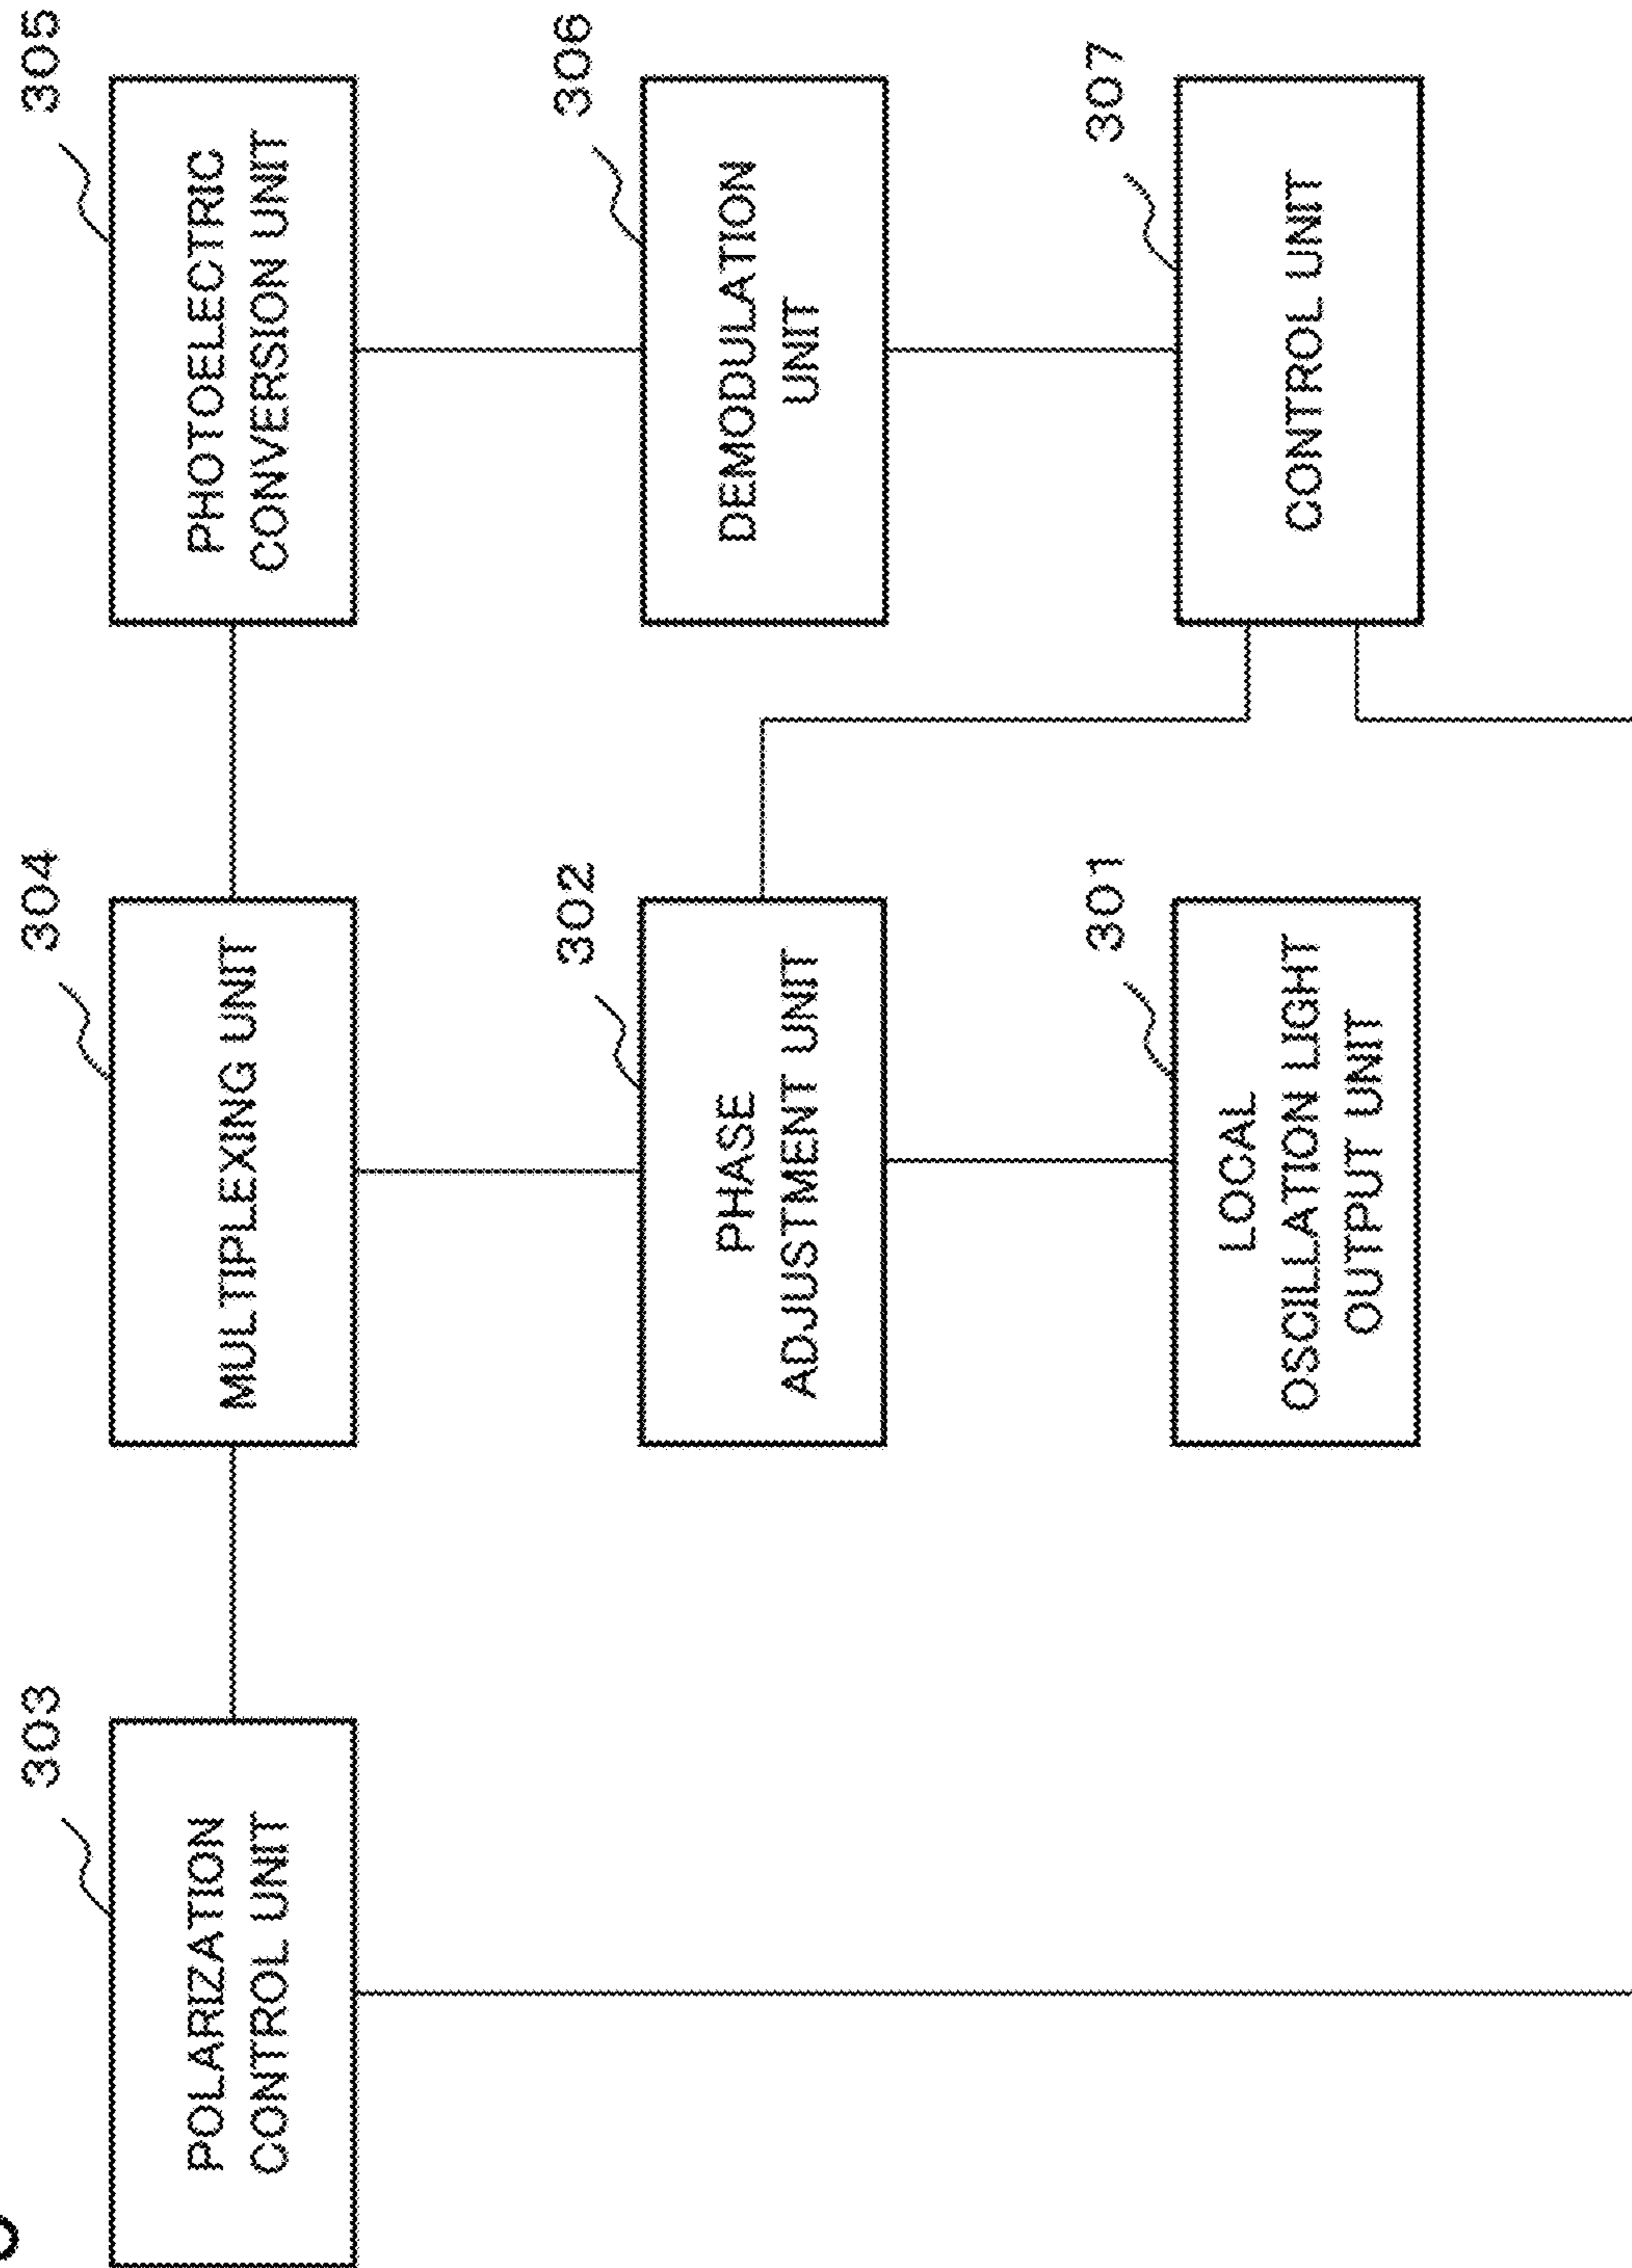 303
POLARIZATION
CONTROL UNIT
304
MULTIPLEXING UNIT
305
PHOTOELECTRIC
CONVERSION UNIT
302
PHASE
ADJUSTMENT UNIT
306
DEMODULATION
UNIT
301
LOCAL
OSCILLATION LIGHT
OUTPUT UNIT
307
CONTROL UNIT